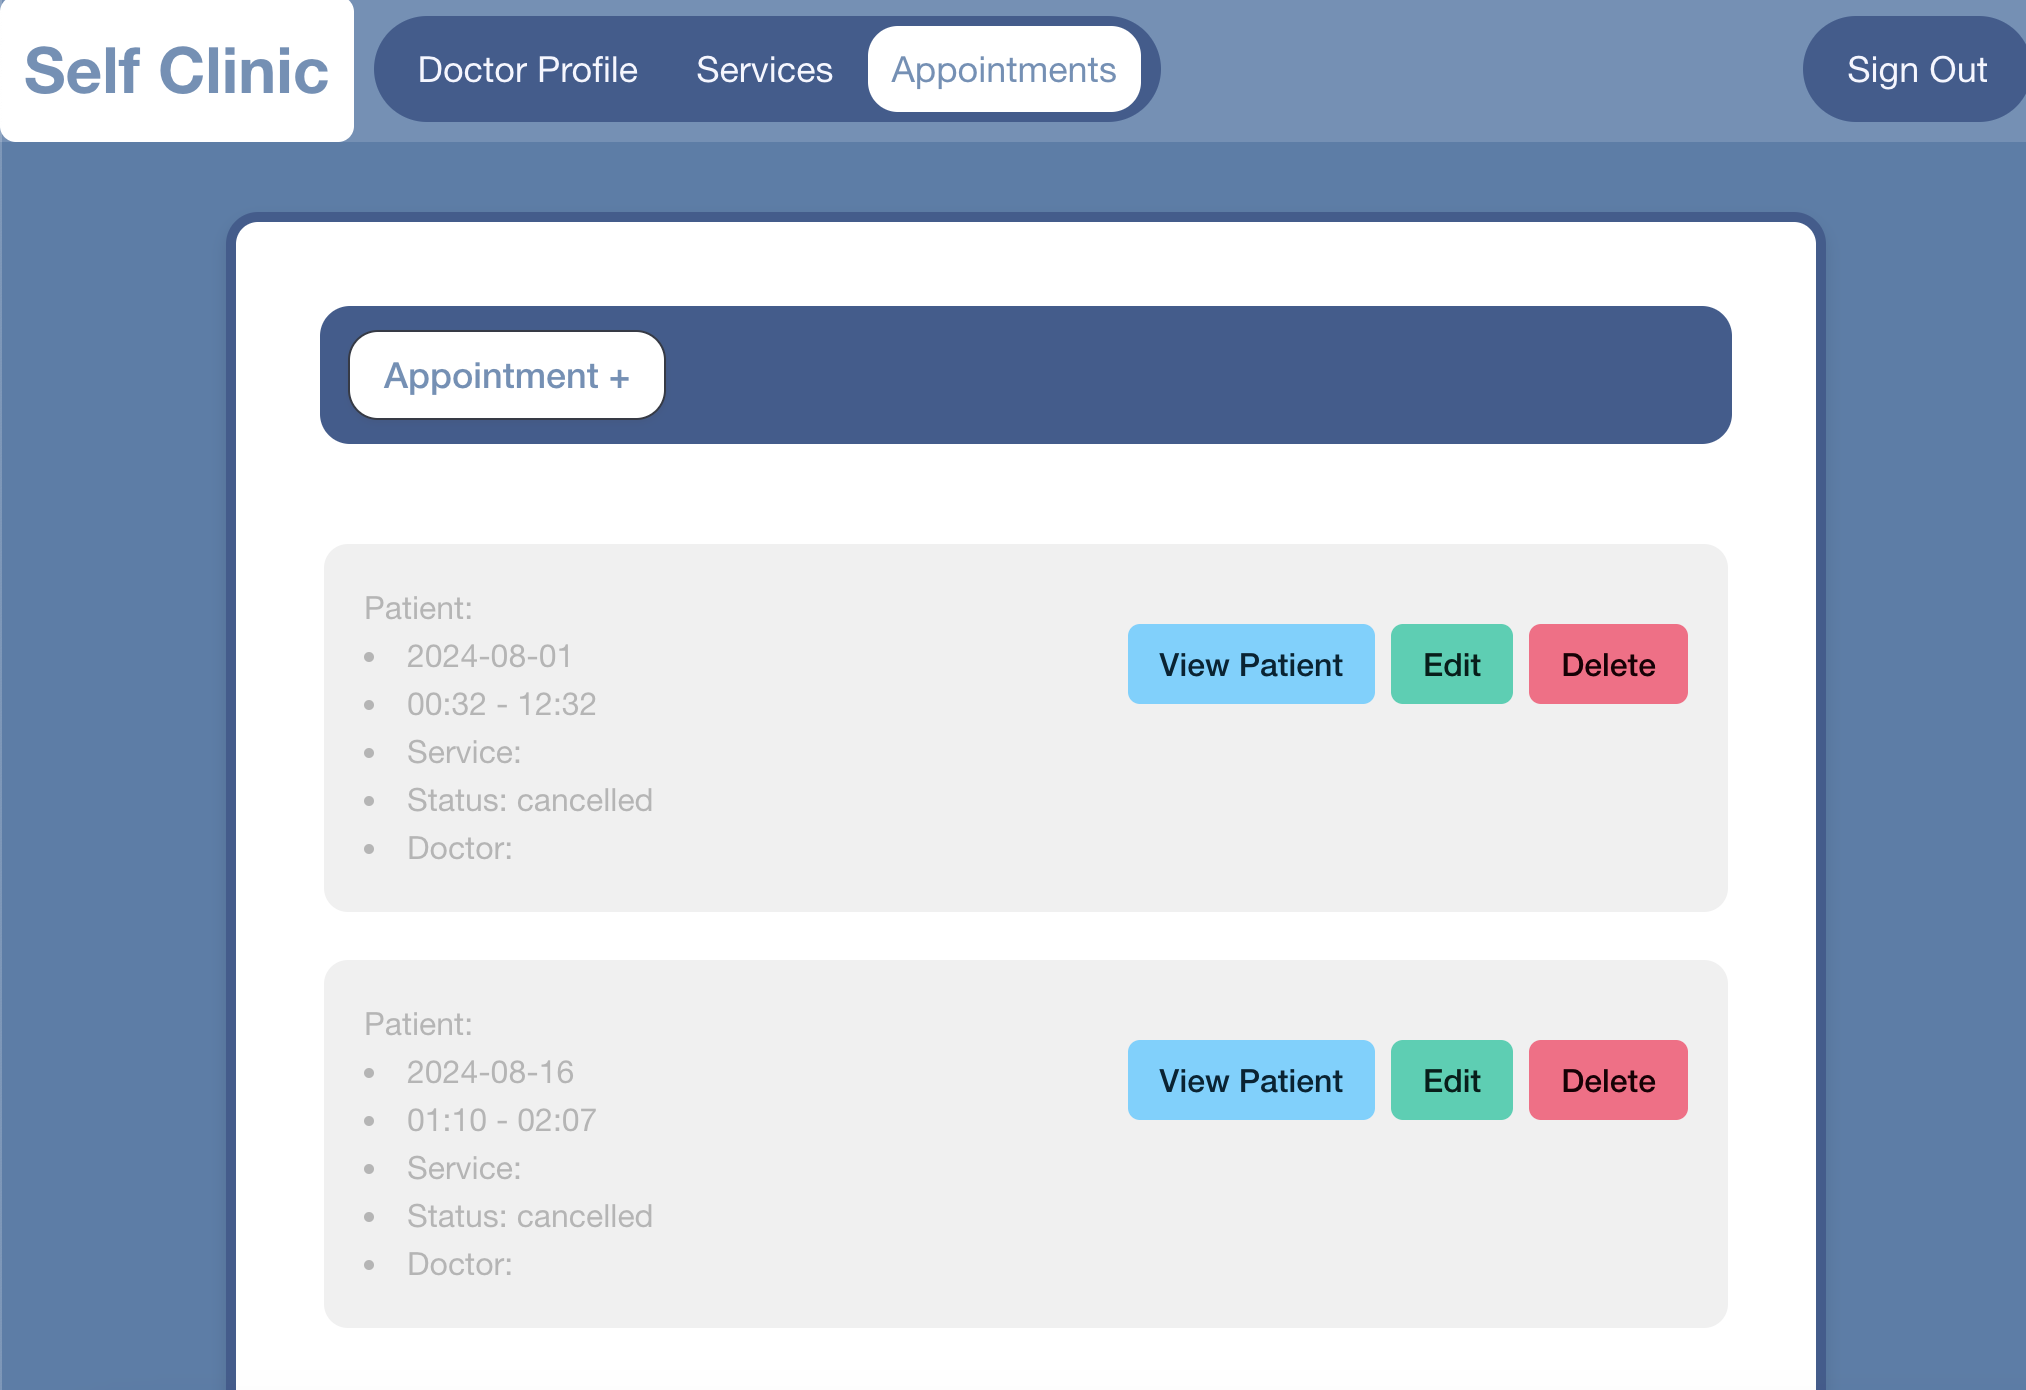 Self Clinic
Doctor Profile
Services
Appointments
Sign Out
Appointment +
Patient:
• 2024-08-01
• 00:32 - 12:32
• Service:
• Status: cancelled
• Doctor:
View Patient
Edit
Delete
Patient:
• 2024-08-16
• 01:10 - 02:07
• Service:
• Status: cancelled
• Doctor:
View Patient
Edit
Delete